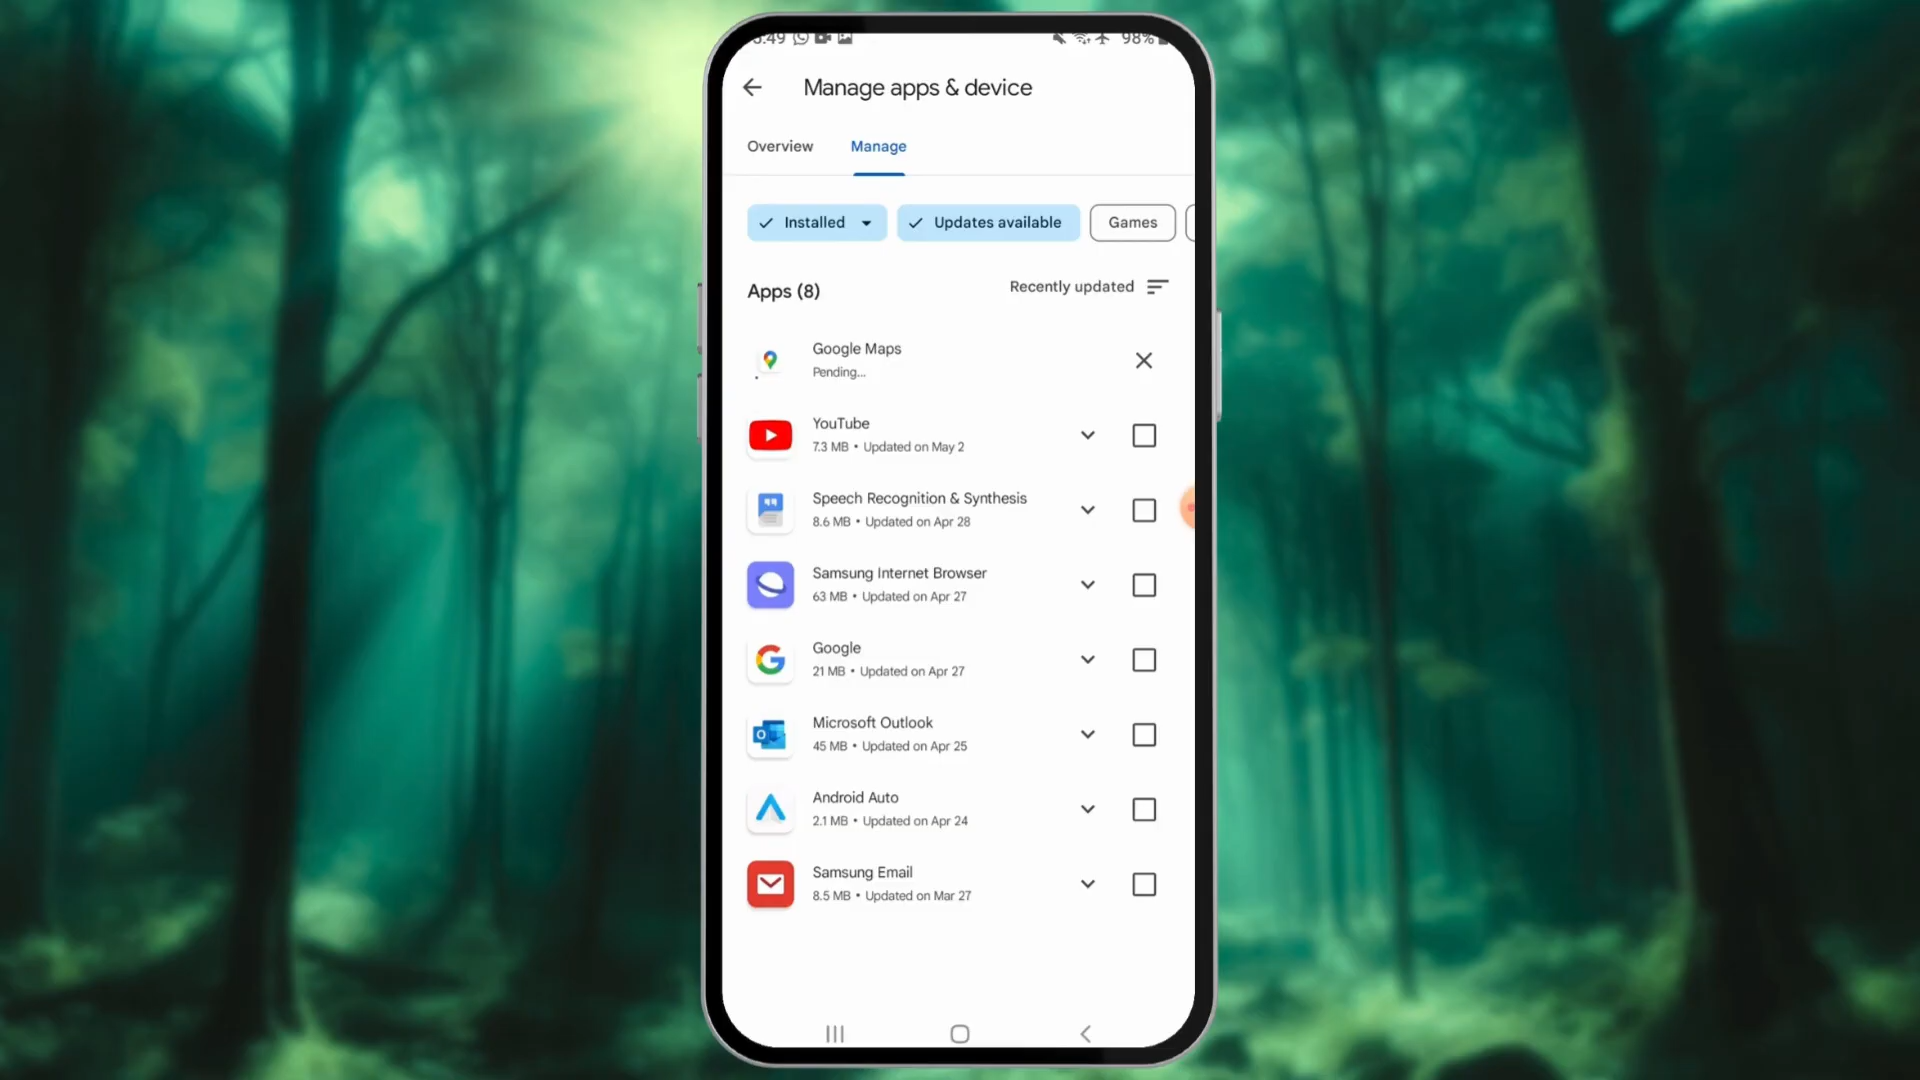 5:49 98%
Manage apps & device
Overview Manage
Installed Updates available Games
Apps (8) Recently updated
Google Maps
Pending...
YouTube
7.3 MB • Updated on May 2
Speech Recognition & Synthesis
8.6 MB • Updated on Apr 28
Samsung Internet Browser
63 MB • Updated on Apr 27
Google
21 MB • Updated on Apr 27
Microsoft Outlook
45 MB • Updated on Apr 25
Android Auto
2.1 MB • Updated on Apr 24
Samsung Email
8.5 MB • Updated on Mar 27